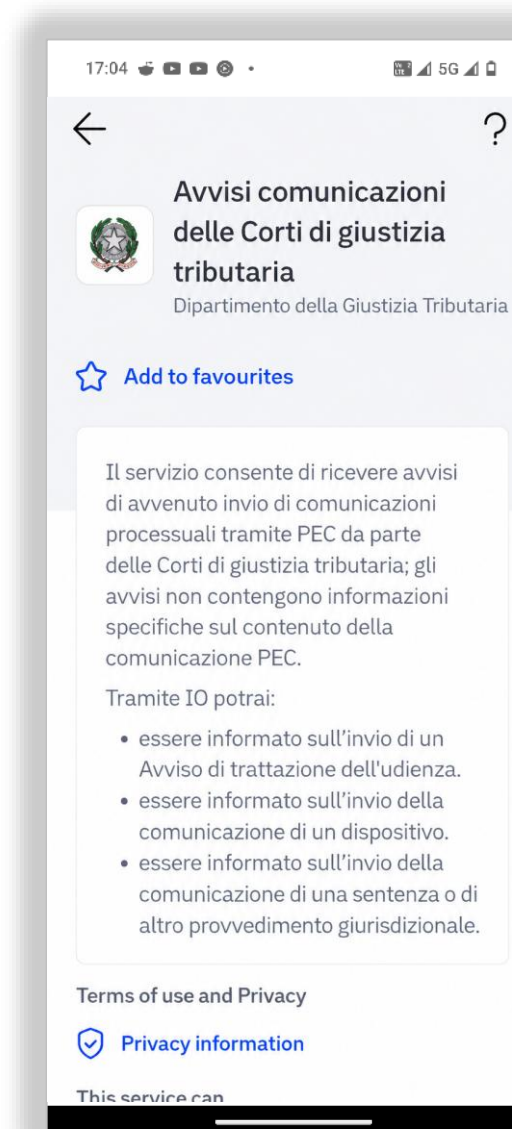 17:04
Vo 2
LTE
5G
?
Avvisi comunicazioni
delle Corti di giustizia
tributaria
Dipartimento della Giustizia Tributaria
Add to favourites
Il servizio consente di ricevere avvisi
di avvenuto invio di comunicazioni
processuali tramite PEC da parte
delle Corti di giustizia tributaria; gli
avvisi non contengono informazioni
specifiche sul contenuto della
comunicazione PEC.
Tramite IO potrai:
• essere informato sull’invio di un
Avviso di trattazione dell'udienza.
• essere informato sull’invio della
comunicazione di un dispositivo.
• essere informato sull’invio della
comunicazione di una sentenza o di
altro provvedimento giurisdizionale.
Terms of use and Privacy
Privacy information
This service can